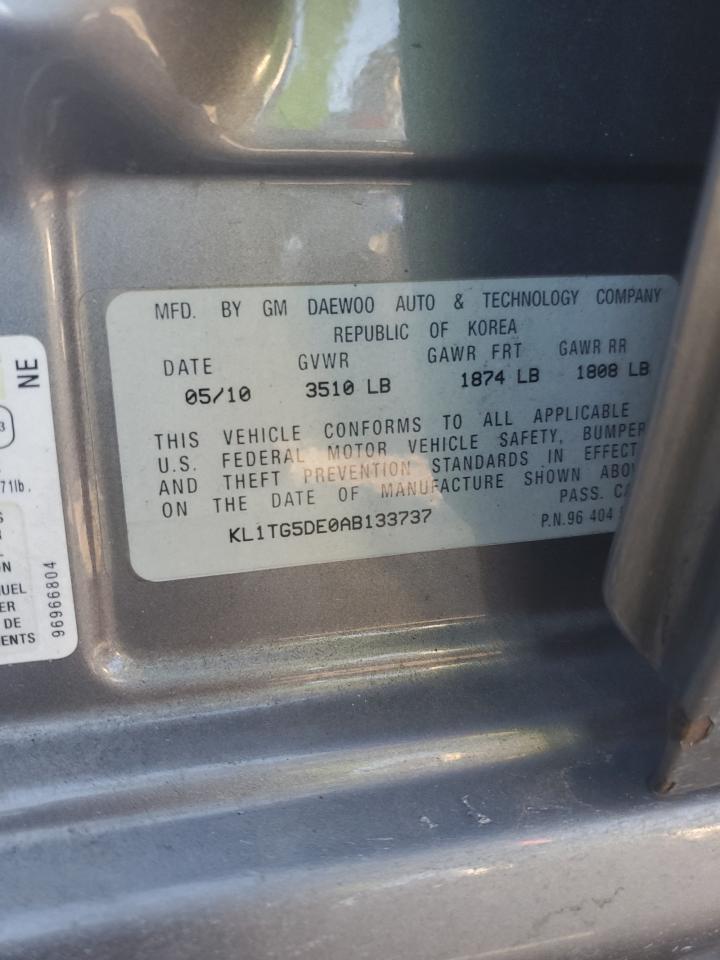 MFD. BY GM DAEWOO AUTO & TECHNOLOGY COMPANY
REPUBLIC OF KOREA
DATE GVWR GAWR FRT GAWR RR
05/10 3510 LB 1874 LB 1808 LB
THIS VEHICLE CONFORMS TO ALL APPLICABLE
U.S. FEDERAL MOTOR VEHICLE SAFETY, BUMPER
AND THEFT PREVENTION STANDARDS IN EFFECT
ON THE DATE OF MANUFACTURE SHOWN
PASS.
KL1TG5DE0AB133737
P.N.96 404
NE
71lb.
DE
96966804